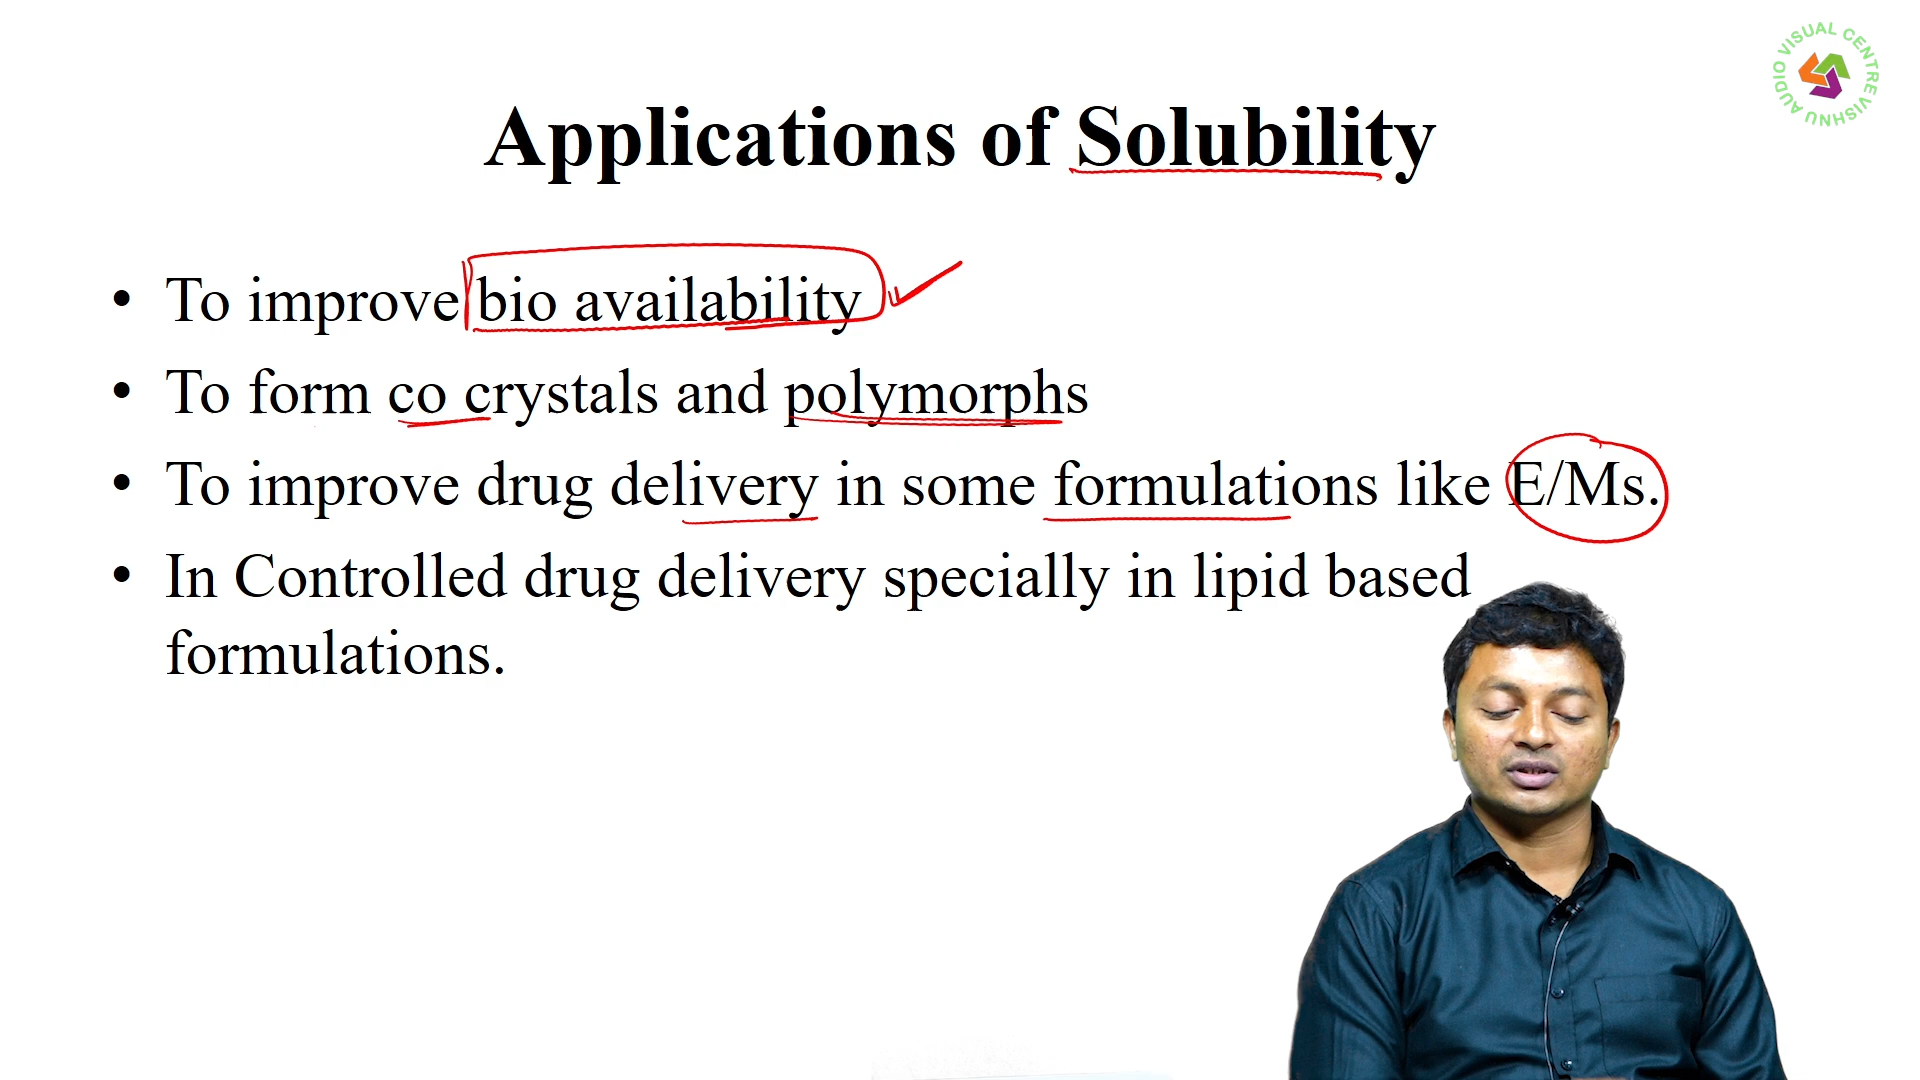 VISHNU AUDIO VISUAL CENTRE
Applications of Solubility
• To improve bio availability
• To form co crystals and polymorphs
• To improve drug delivery in some formulations like E/Ms.
• In Controlled drug delivery specially in lipid based
formulations.